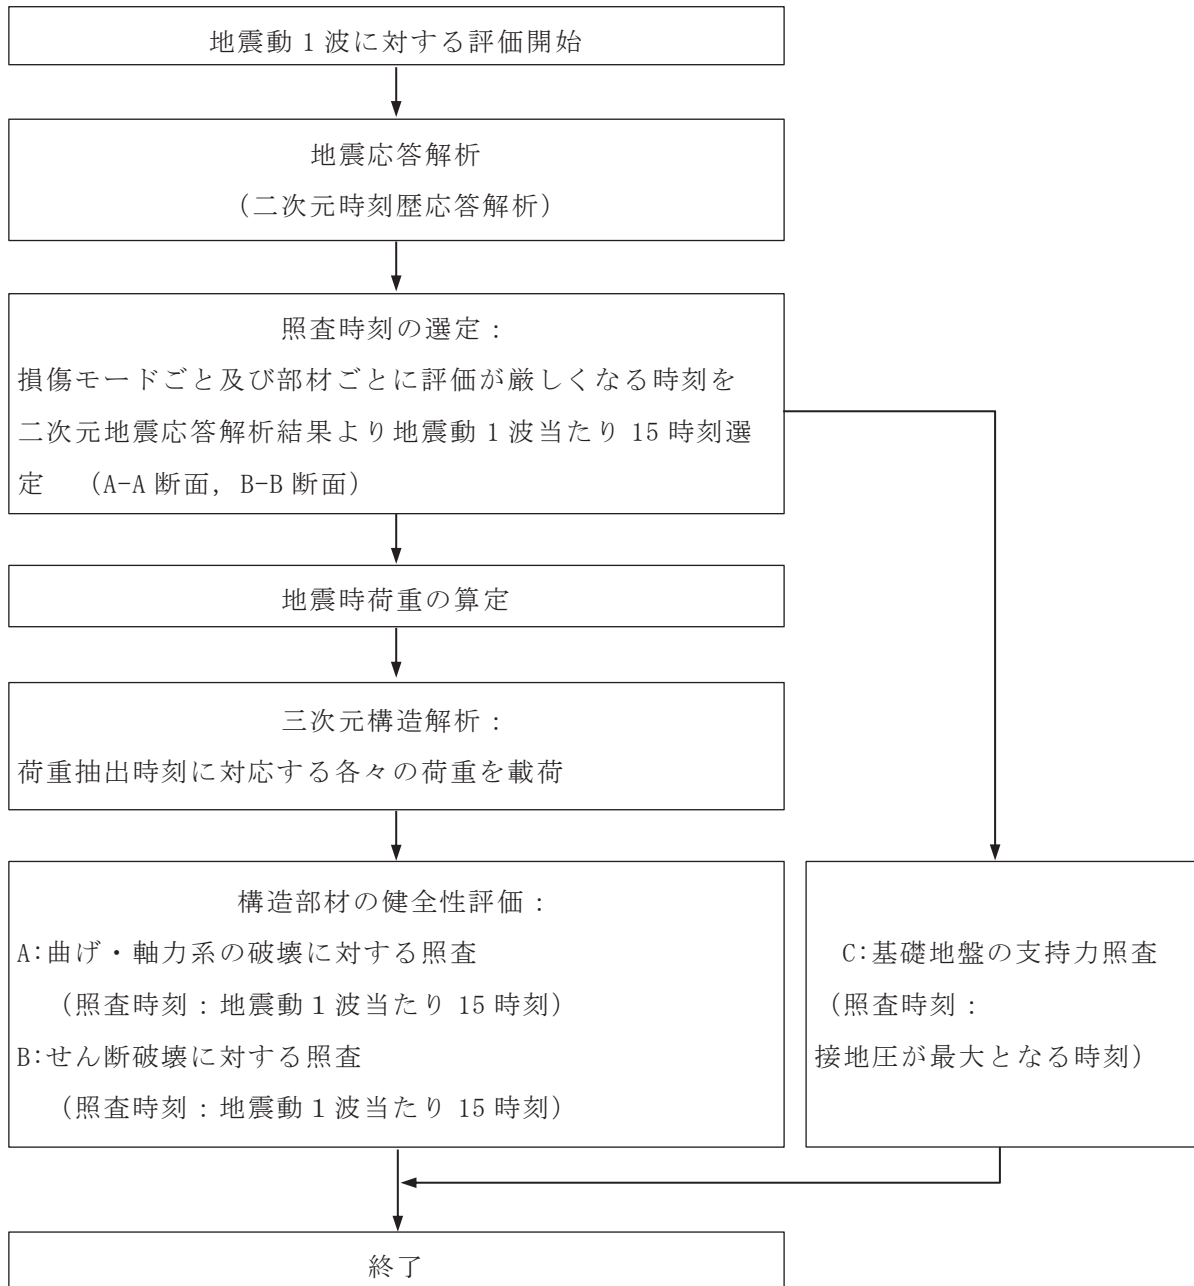 地震動1波に対する評価開始
地震応答解析
(二次元時刻歴応答解析)
照査時刻の選定:
損傷モードごと及び部材ごとに評価が厳しくなる時刻を
二次元地震応答解析結果より地震動1波当たり 15 時刻選
定 (A-A 断面, B-B 断面)
地震時荷重の算定
三次元構造解析:
荷重抽出時刻に対応する各々の荷重を載荷
構造部材の健全性評価:
A:曲げ・軸力系の破壊に対する照査
(照査時刻:地震動1波当たり 15 時刻)
B:せん断破壊に対する照査
(照査時刻:地震動1波当たり 15 時刻)
C:基礎地盤の支持力照査
(照査時刻:
接地圧が最大となる時刻)
終了